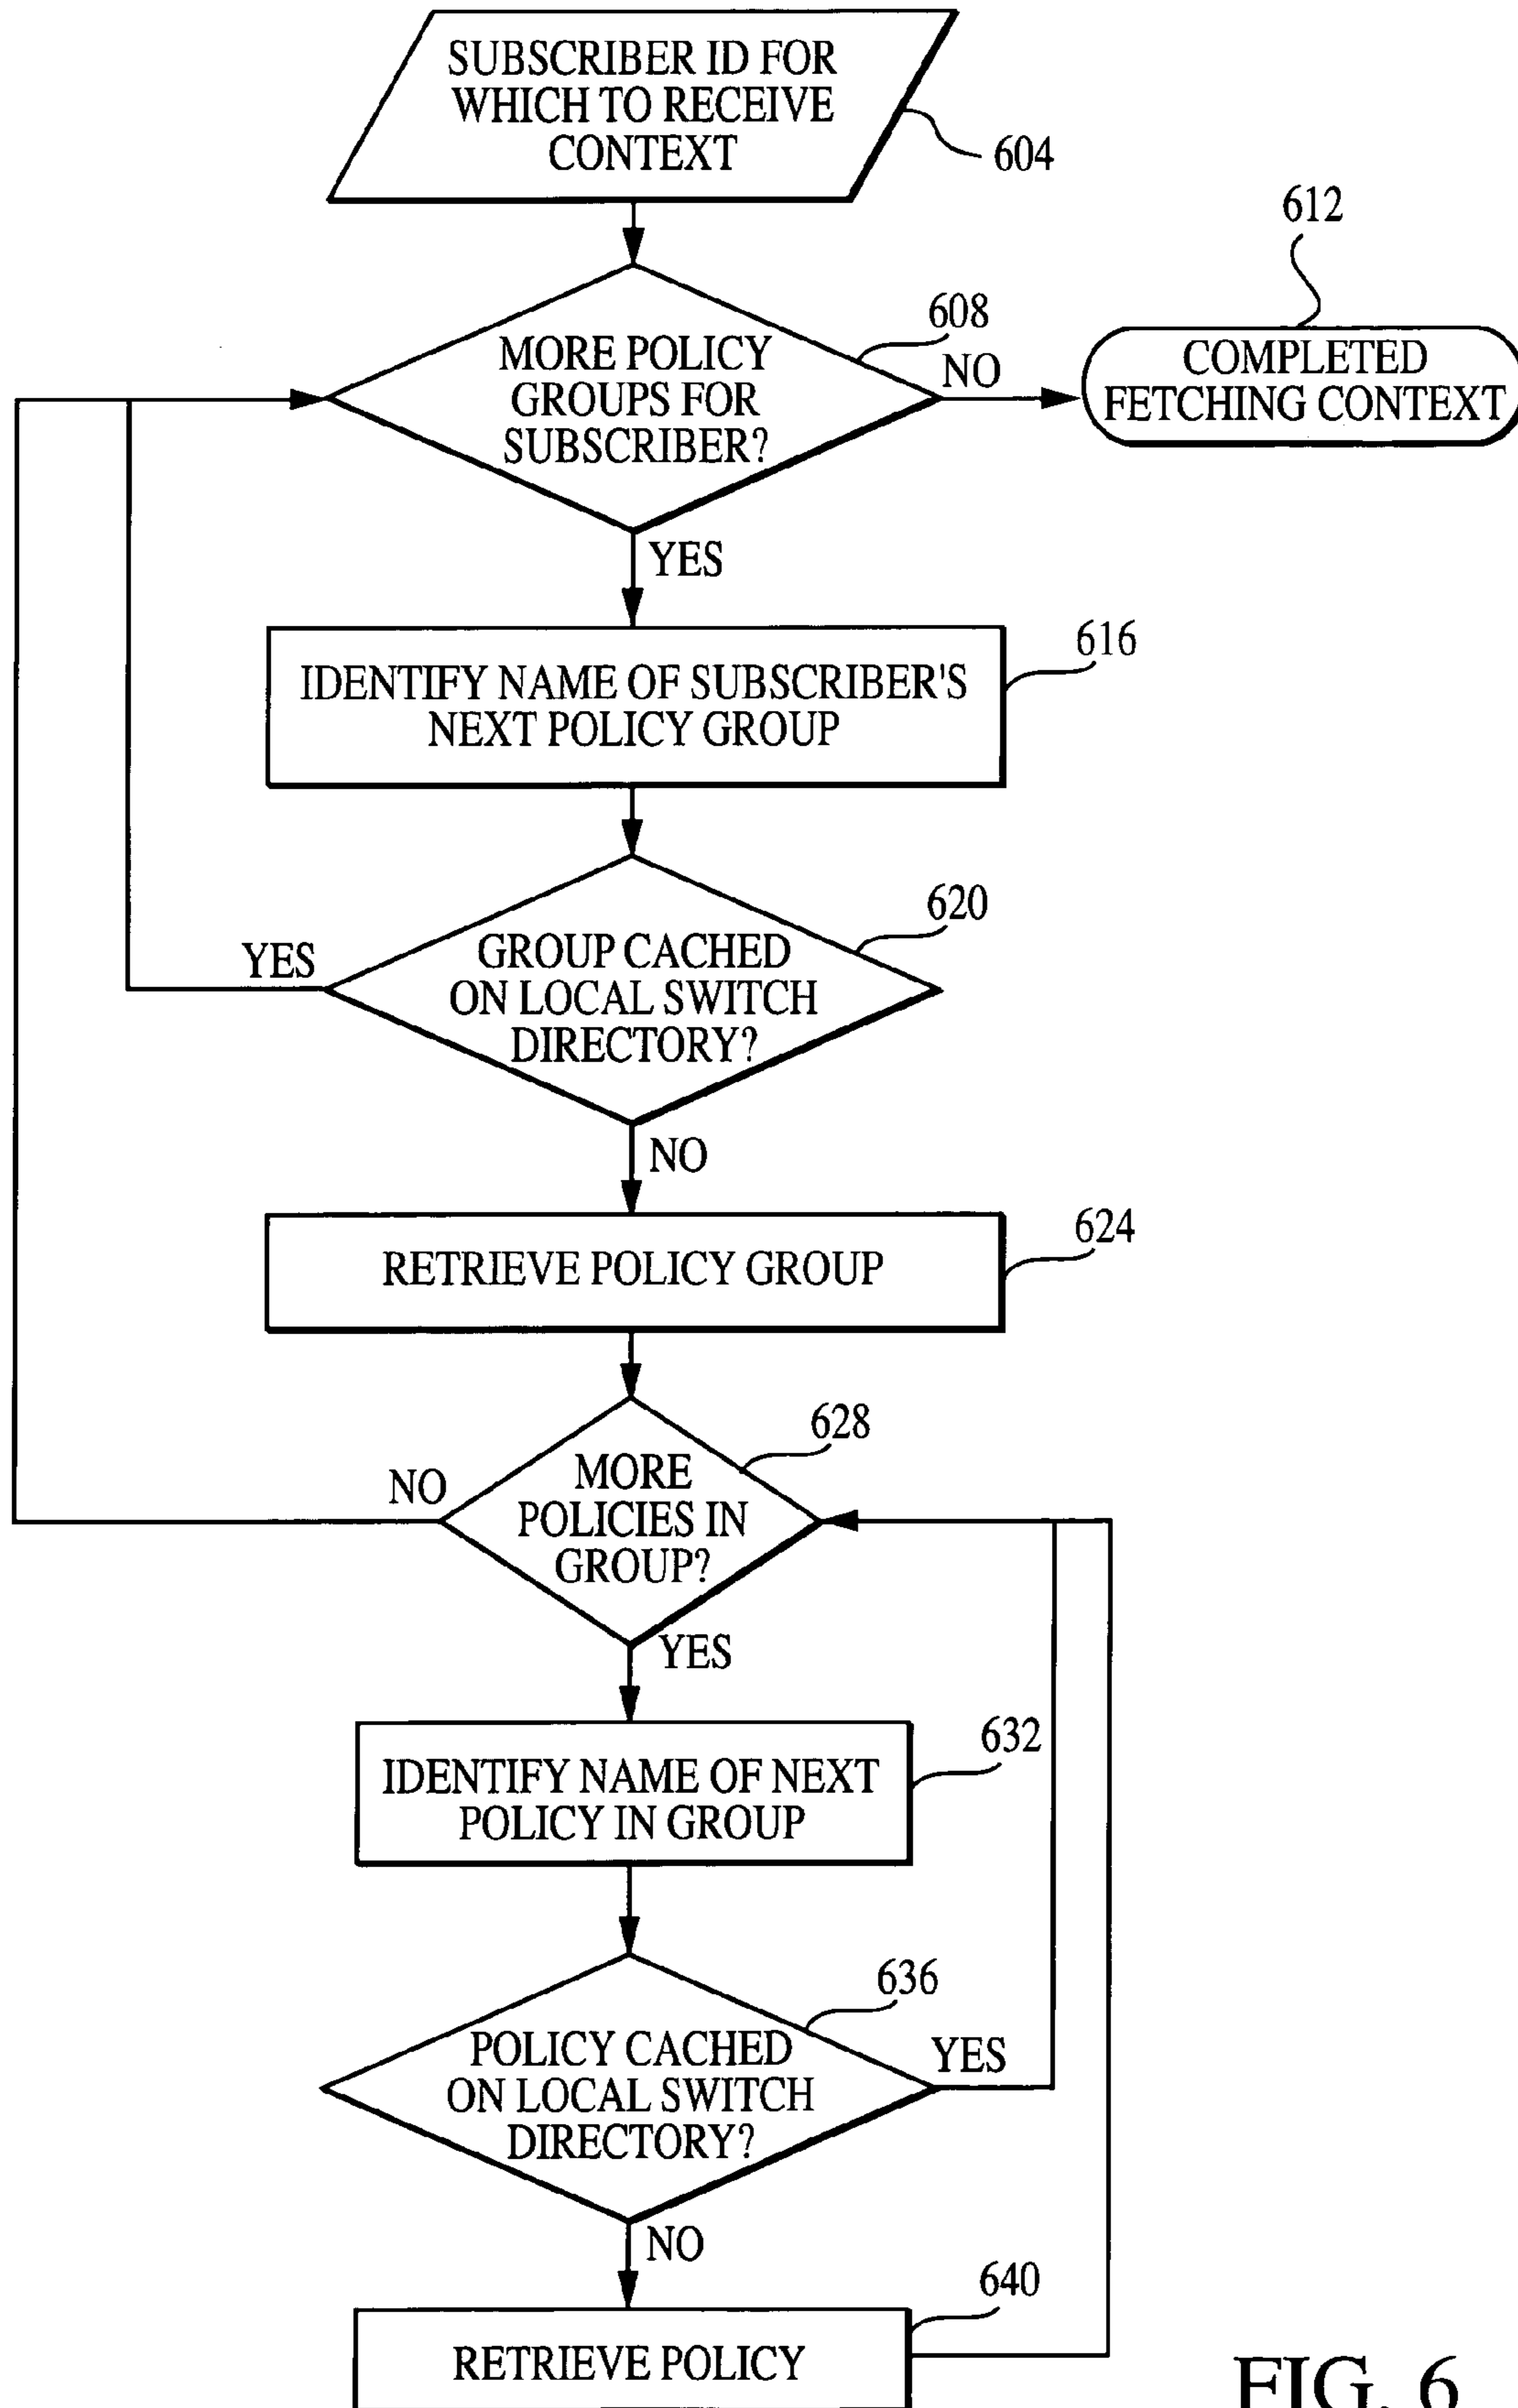 SUBSCRIBER ID FOR
WHICH TO RECEIVE
CONTEXT
604
612
608
MORE POLICY
GROUPS FOR
SUBSCRIBER?
NO
COMPLETED
FETCHING CONTEXT
YES
616
IDENTIFY NAME OF SUBSCRIBER'S
NEXT POLICY GROUP
620
YES
GROUP CACHED
ON LOCAL SWITCH
DIRECTORY?
NO
624
RETRIEVE POLICY GROUP
628
NO
MORE
POLICIES IN
GROUP?
YES
632
IDENTIFY NAME OF NEXT
POLICY IN GROUP
636
POLICY CACHED
ON LOCAL SWITCH
DIRECTORY?
YES
NO
640
RETRIEVE POLICY
FIG. 6